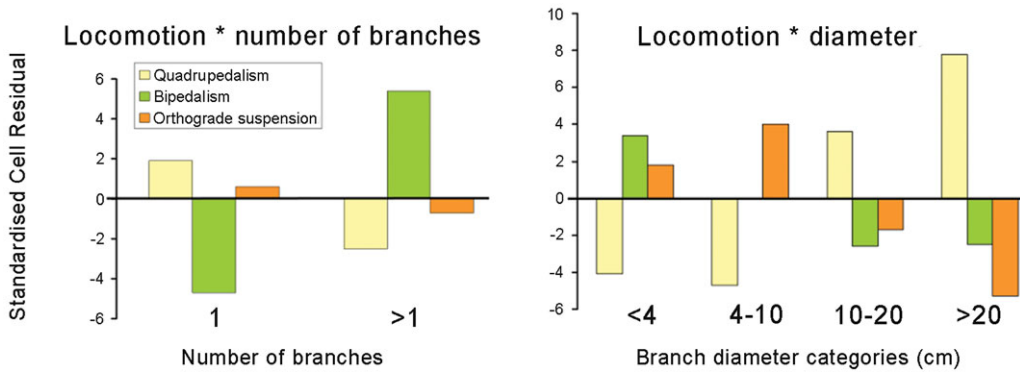 Locomotion * number of branches
Standardised Cell Residual
6
4
2
0
-2
-4
-6
Quadrupedalism
Bipedalism
Orthograde suspension
1 >1
Number of branches
Locomotion * diameter
10
8
6
4
2
0
-2
-4
-6
<4 4-10 10-20 >20
Branch diameter categories (cm)